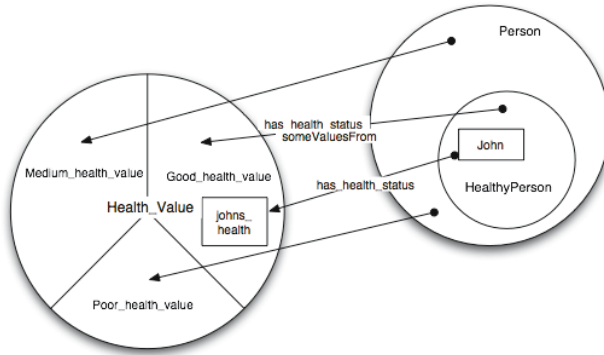 Person
has_health_status
someValuesFrom
John
Medium_health_value
Good_health_value
has_health_status
HealthyPerson
Health_Value
johns_
health
Poor_health_value